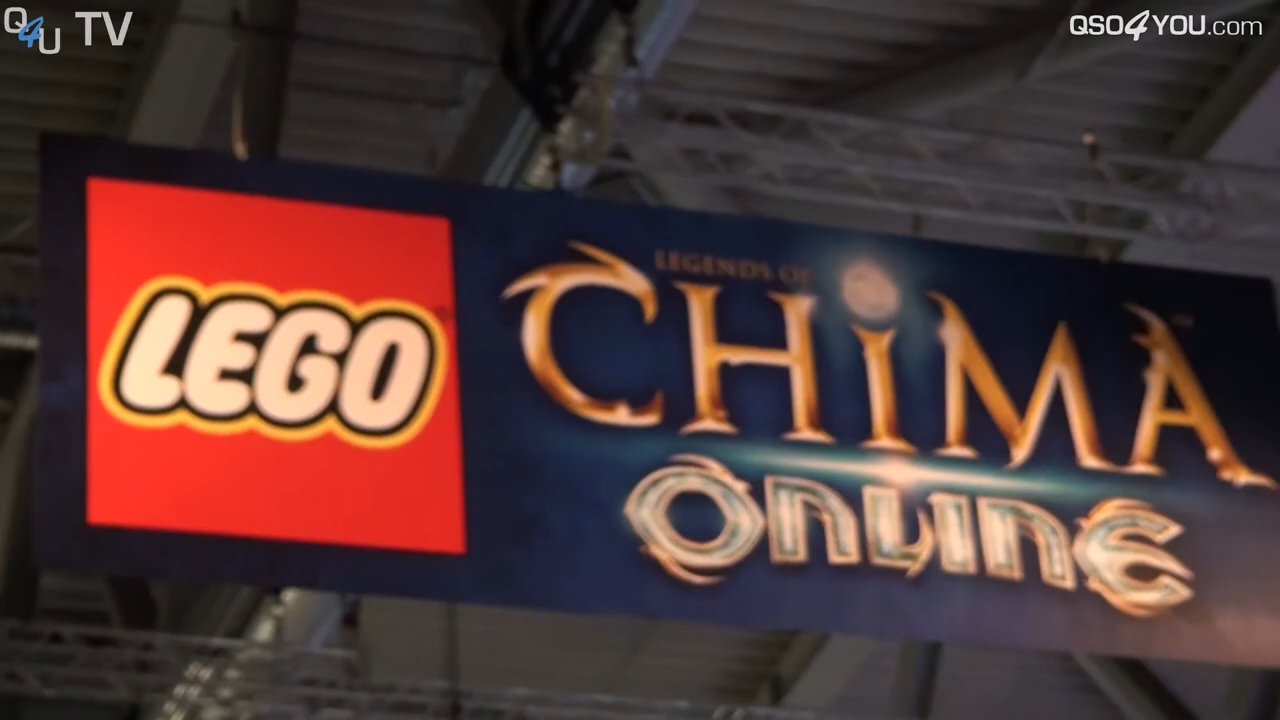 Q4U TV
QSO4YOU.com
LEGO
LEGENDS OF
CHiMA
ONLINE